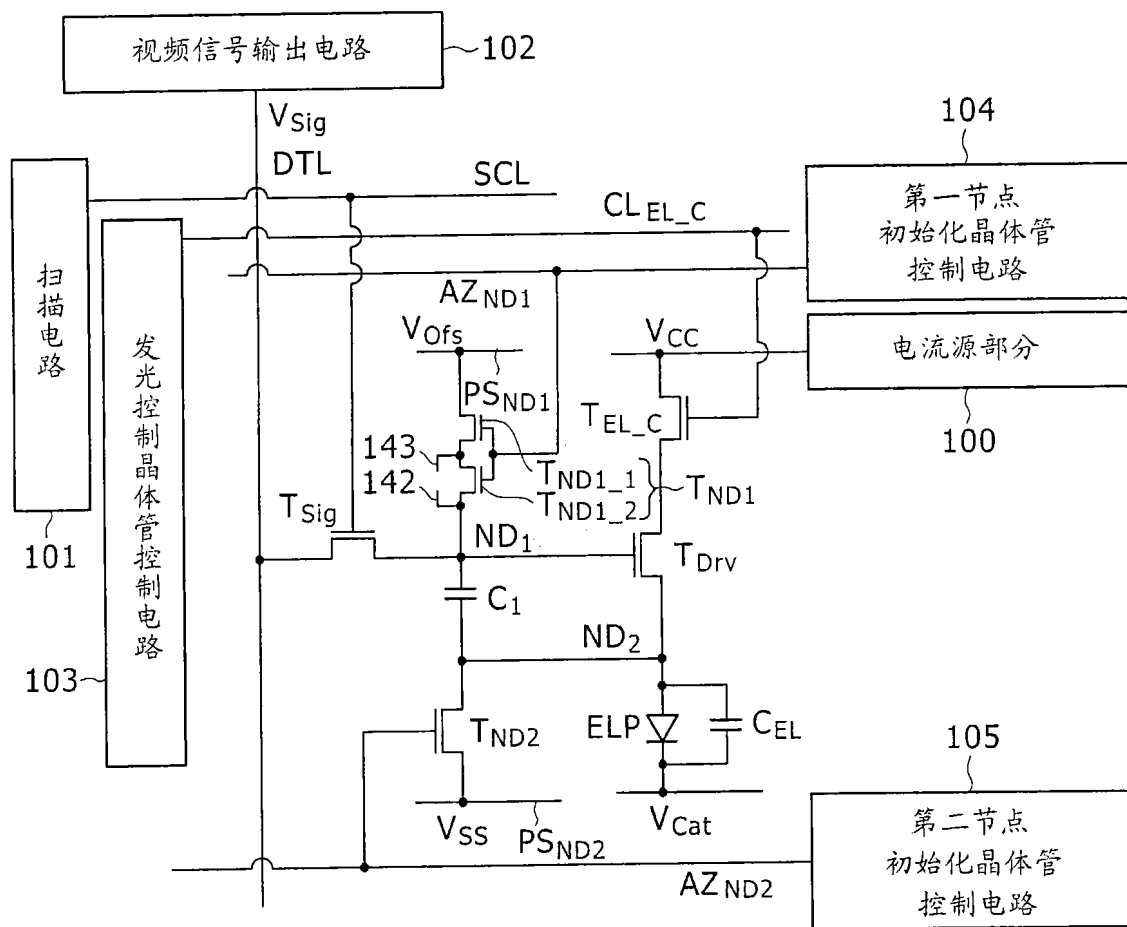 视频信号输出电路
102
V_Sig
DTL
SCL
104
第一节点
初始化晶体管
控制电路
CL_EL_C
扫描电路
101
发光控制晶体管控制电路
103
AZ_ND1
V_Ofs
V_CC
电流源部分
100
PS_ND1
T_EL_C
143
142
T_ND1_1
T_ND1_2
T_ND1
T_Sig
ND_1
T_Drv
C_1
ND_2
T_ND2
ELP
C_EL
105
V_SS
PS_ND2
V_Cat
第二节点
初始化晶体管
控制电路
AZ_ND2